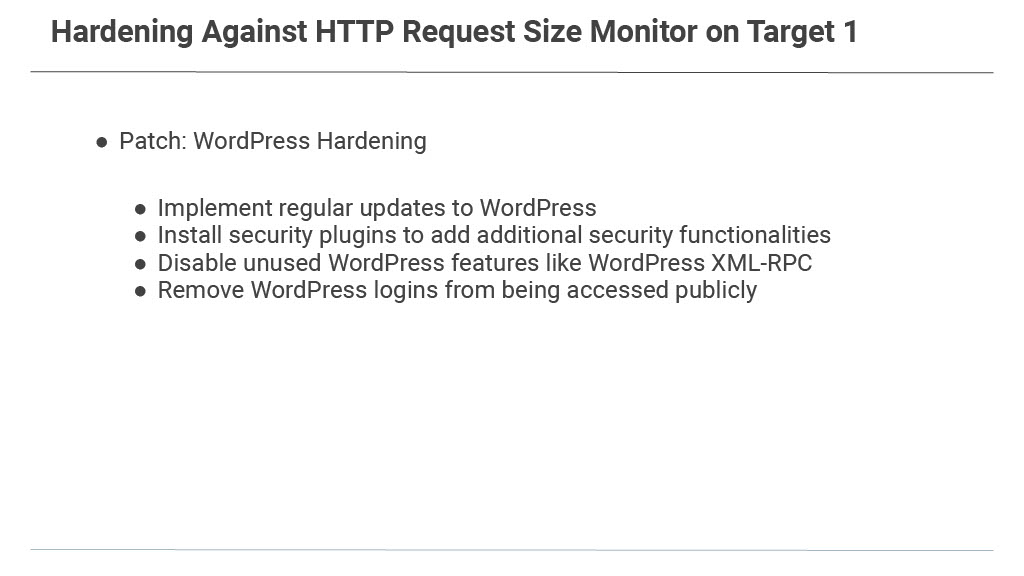 Hardening Against HTTP Request Size Monitor on Target 1
● Patch: WordPress Hardening
● Implement regular updates to WordPress
● Install security plugins to add additional security functionalities
● Disable unused WordPress features like WordPress XML-RPC
● Remove WordPress logins from being accessed publicly